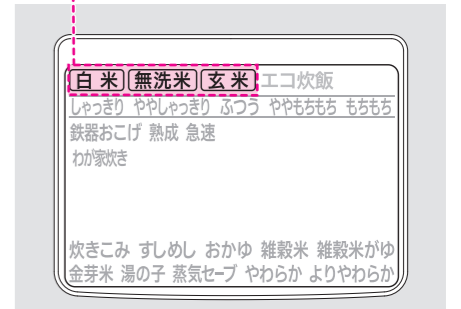 白米 無洗米 玄米 エコ炊飯
しゃっきり ややしゃっきり ふつう ややもちもち もちもち
鉄器おこげ 熟成 急速
わが家炊き
炊きこみ すしめし おかゆ 雑穀米 雑穀米がゆ
金芽米 湯の子 蒸気セーブ やわらか よりやわらか